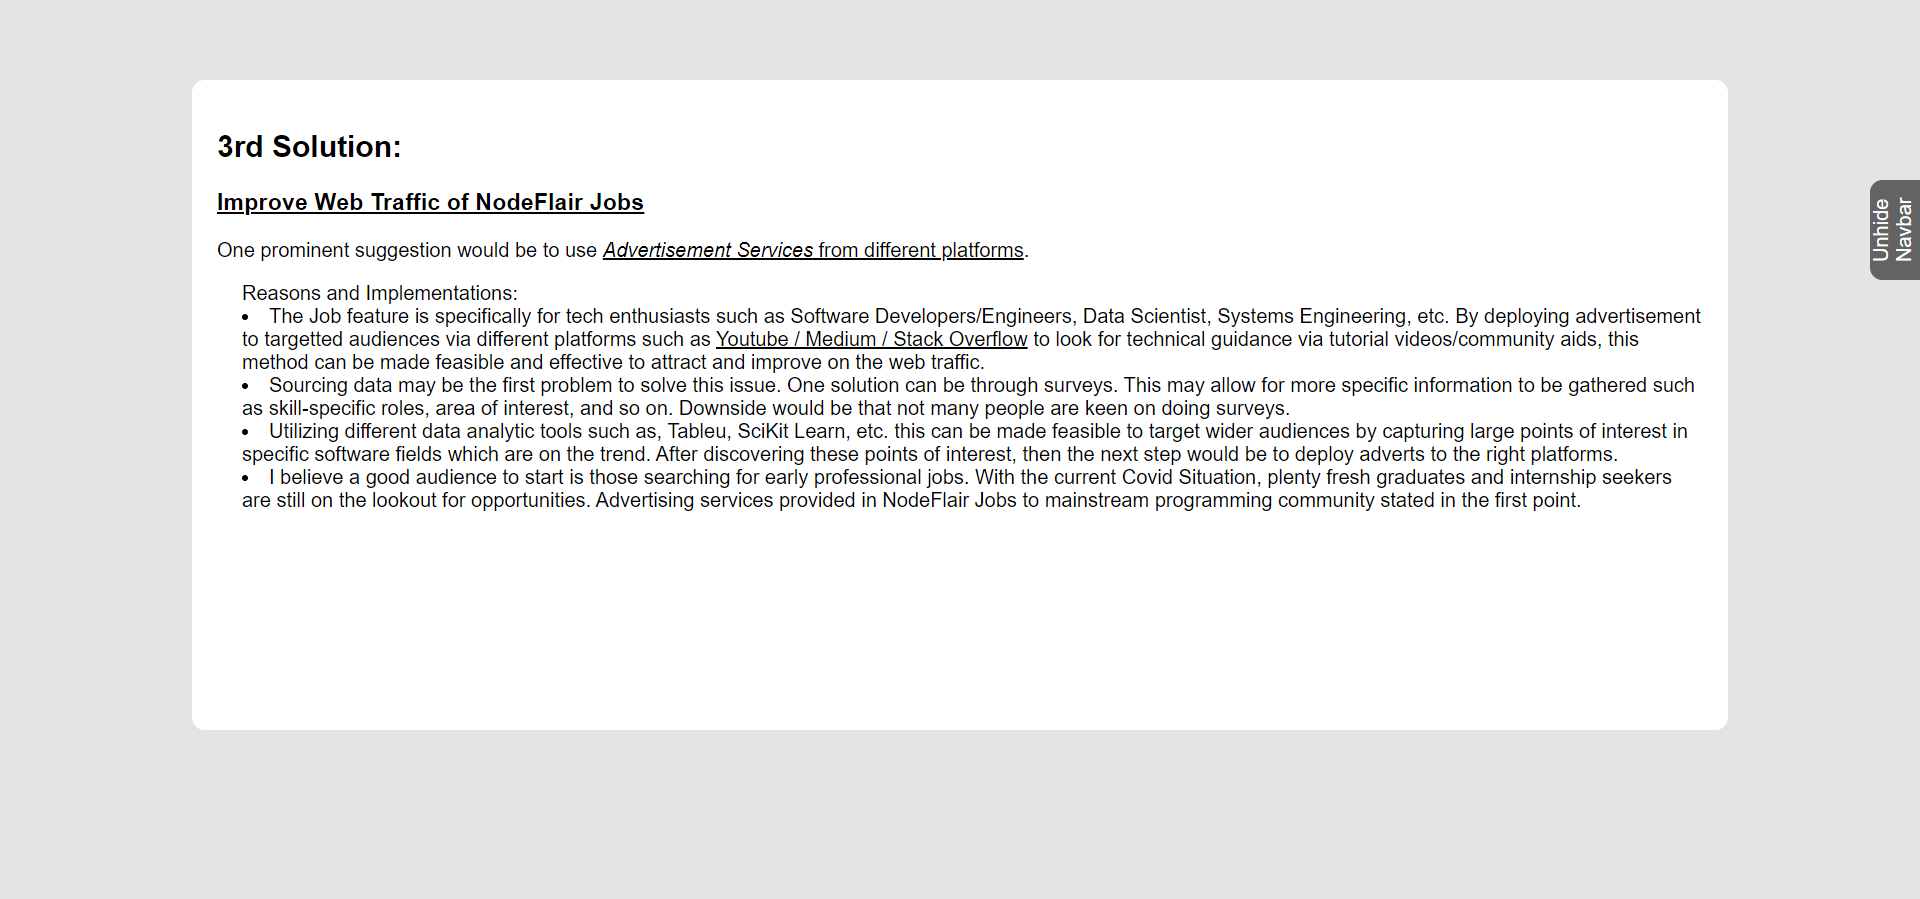 3rd Solution:
Improve Web Traffic of NodeFlair Jobs
One prominent suggestion would be to use Advertisement Services from different platforms.
Reasons and Implementations:
• The Job feature is specifically for tech enthusiasts such as Software Developers/Engineers, Data Scientist, Systems Engineering, etc. By deploying advertisement
to targetted audiences via different platforms such as Youtube / Medium / Stack Overflow to look for technical guidance via tutorial videos/community aids, this
method can be made feasible and effective to attract and improve on the web traffic.
• Sourcing data may be the first problem to solve this issue. One solution can be through surveys. This may allow for more specific information to be gathered such
as skill-specific roles, area of interest, and so on. Downside would be that not many people are keen on doing surveys.
• Utilizing different data analytic tools such as, Tableu, SciKit Learn, etc. this can be made feasible to target wider audiences by capturing large points of interest in
specific software fields which are on the trend. After discovering these points of interest, then the next step would be to deploy adverts to the right platforms.
• I believe a good audience to start is those searching for early professional jobs. With the current Covid Situation, plenty fresh graduates and internship seekers
are still on the lookout for opportunities. Advertising services provided in NodeFlair Jobs to mainstream programming community stated in the first point.
Unhide
Navbar